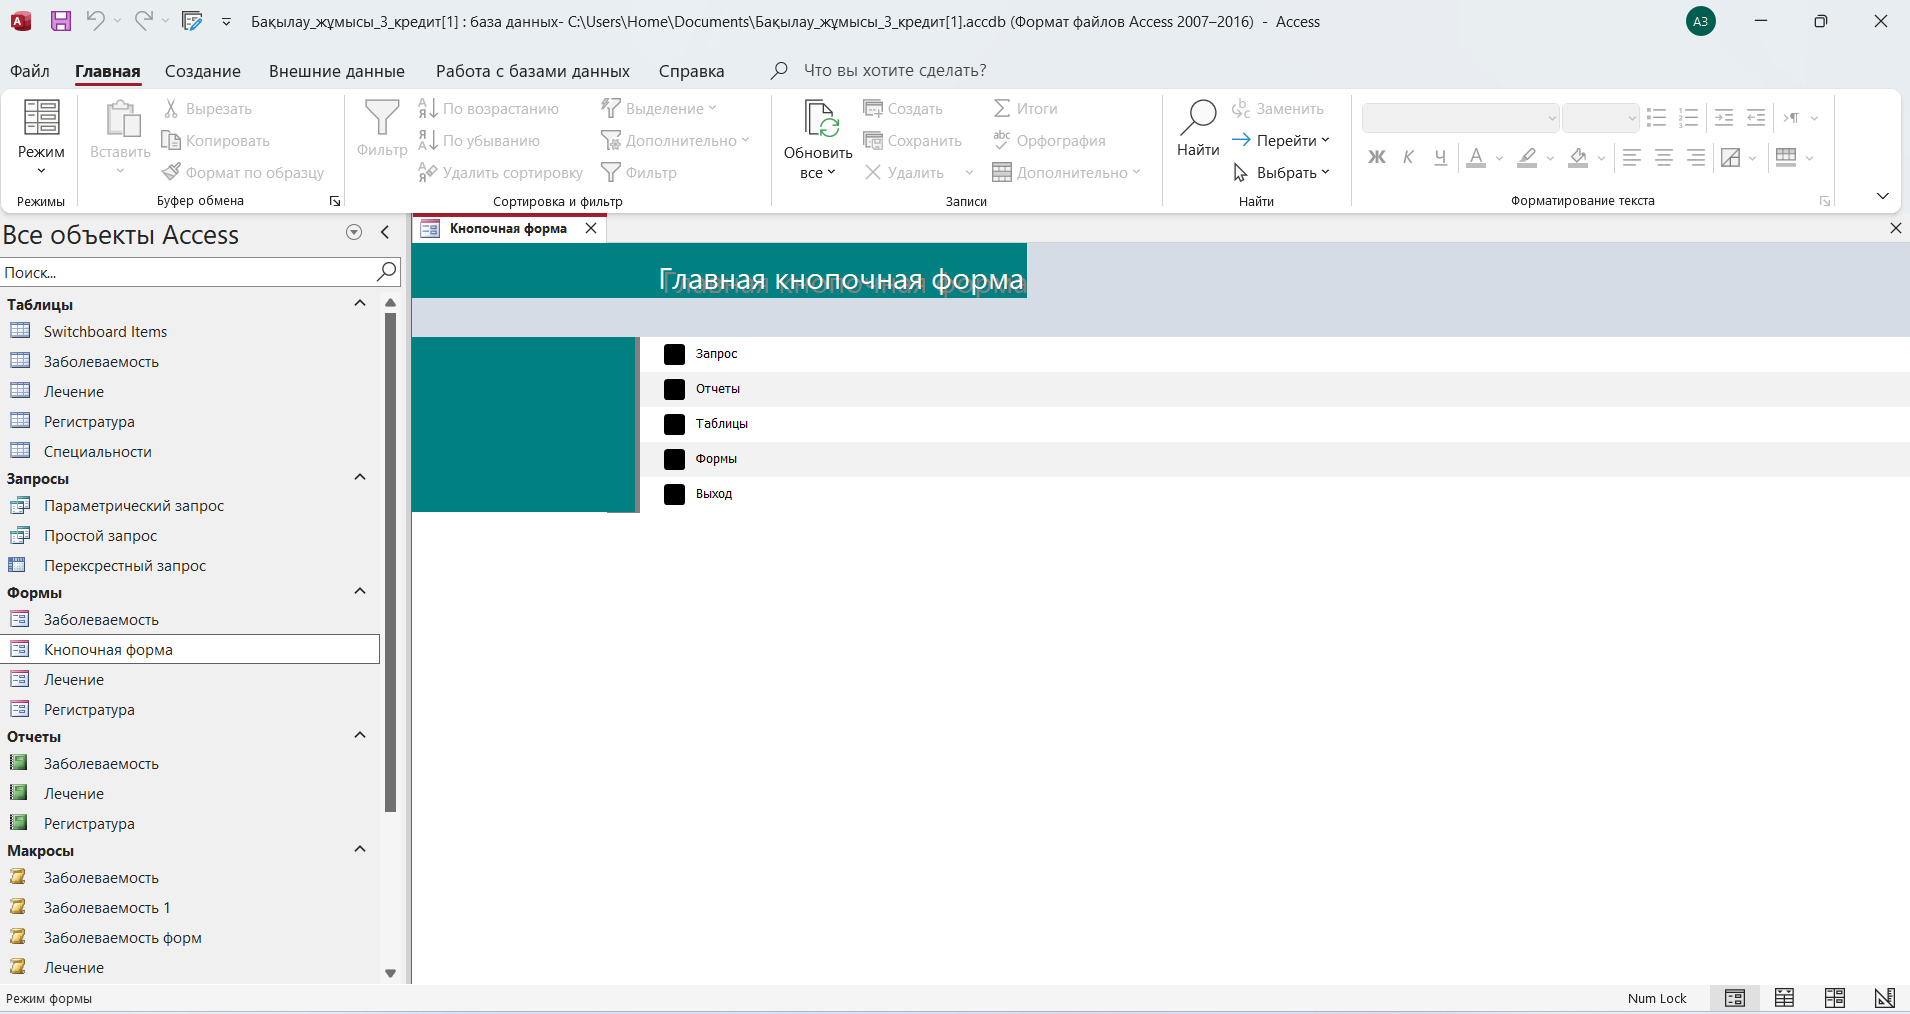 Бақылау_жұмысы_3_кредит[1] : база данных- C:\Users\Home\Documents\Бақылау_жұмысы_3_кредит[1].accdb (Формат файлов Access 2007–2016) - Access
АЗ
Файл Главная Создание Внешние данные Работа с базами данных Справка Что вы хотите сделать?
Режим
Режимы
Вставить
Вырезать
Копировать
Формат по образцу
Буфер обмена
Фильтр
По возрастанию
По убыванию
Удалить сортировку
Выделение
Дополнительно
Фильтр
Сортировка и фильтр
Обновить
все
Создать
Сохранить
Удалить
Итоги
Орфография
Дополнительно
Записи
Найти
Заменить
Перейти
Выбрать
Найти
Ж К Ч А
Форматирование текста
Все объекты Access
Поиск...
Таблицы
Switchboard Items
Заболеваемость
Лечение
Регистратура
Специальности
Запросы
Параметрический запрос
Простой запрос
Перексрестный запрос
Формы
Заболеваемость
Кнопочная форма
Лечение
Регистратура
Отчеты
Заболеваемость
Лечение
Регистратура
Макросы
Заболеваемость
Заболеваемость 1
Заболеваемость форм
Лечение
Кнопочная форма
Главная кнопочная форма
Запрос
Отчеты
Таблицы
Формы
Выход
Режим формы
Num Lock